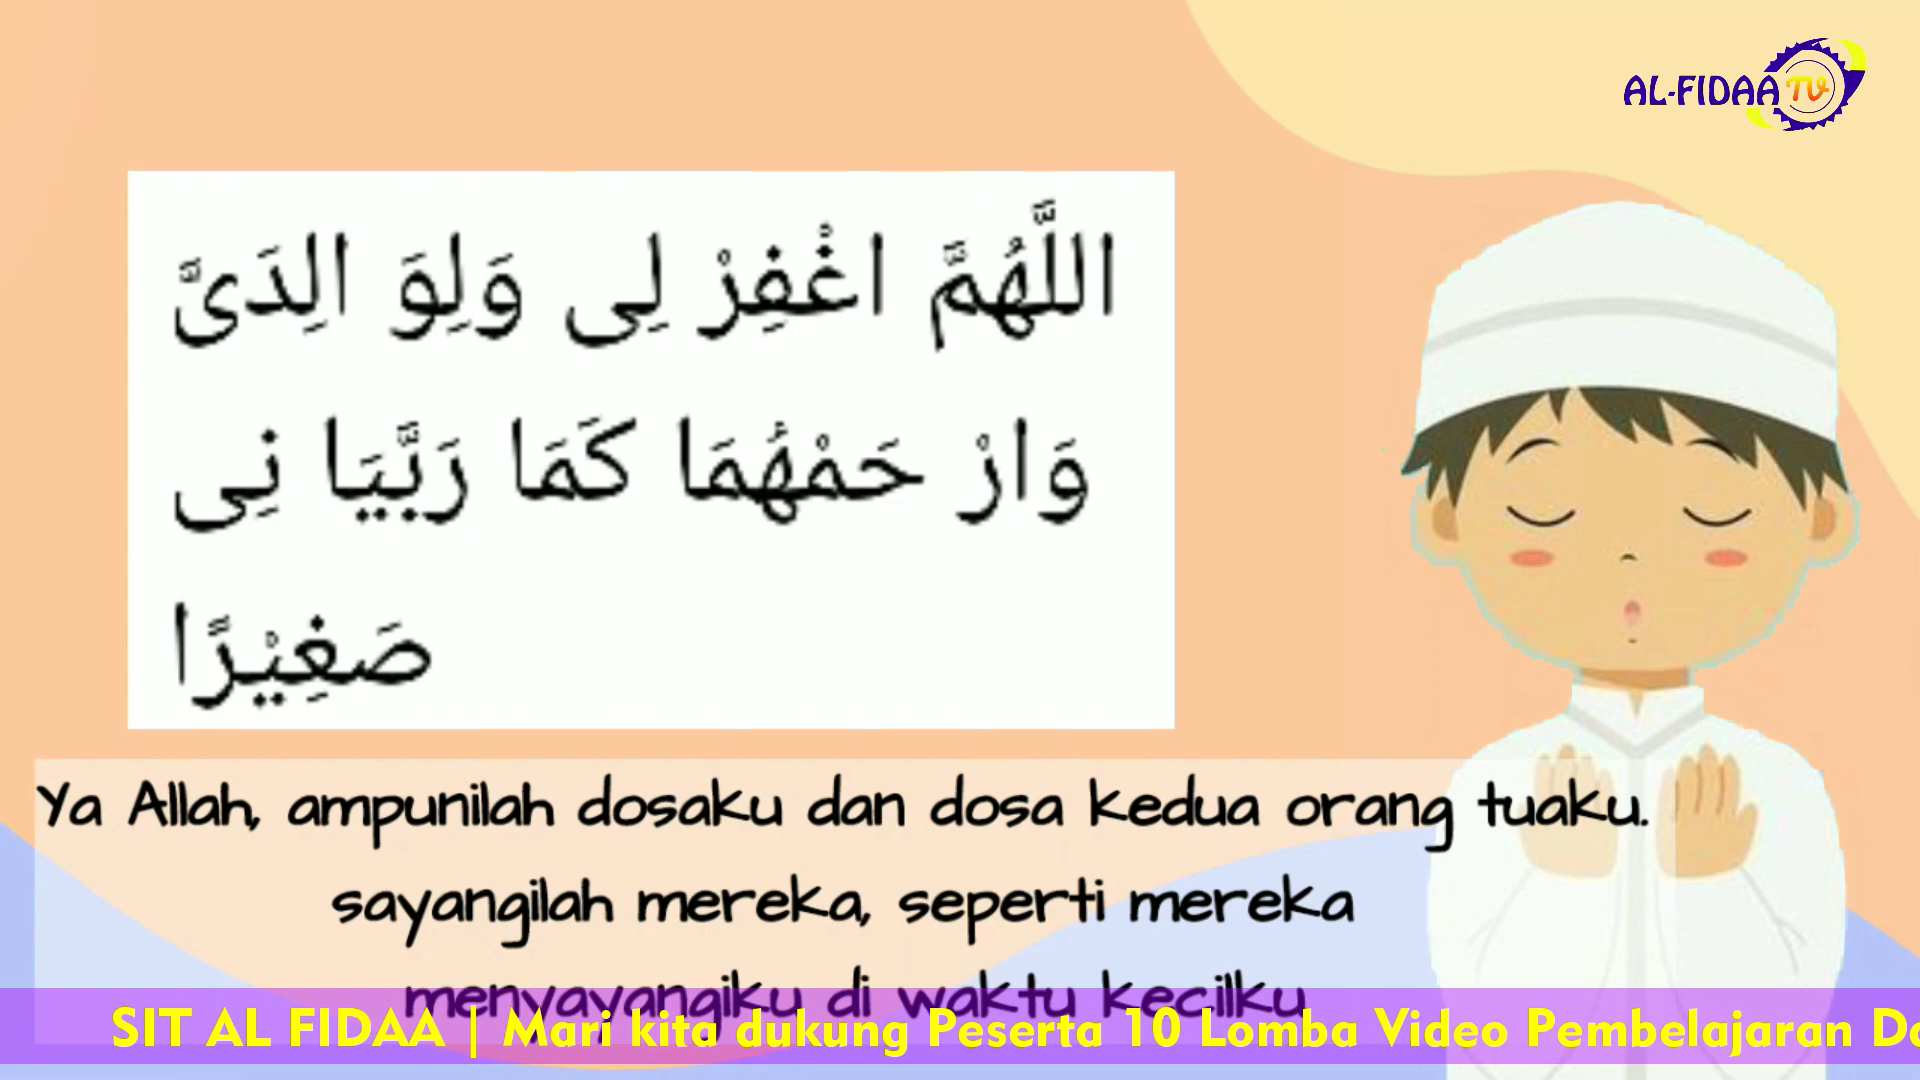 AL-FIDAA TV
اللَّهُمَّ اغْفِرْ لِى وَلِوَ الِدَىَّ
وَارْ حَمْهُمَا كَمَا رَبَّيَا نِى
صَغِيْرًا
Ya Allah, ampunilah dosaku dan dosa kedua orang tuaku.
sayangilah mereka, seperti mereka
menyayangiku di waktu kecilku
SIT AL FIDAA | Mari kita dukung Peserta 10 Lomba Video Pembelajaran